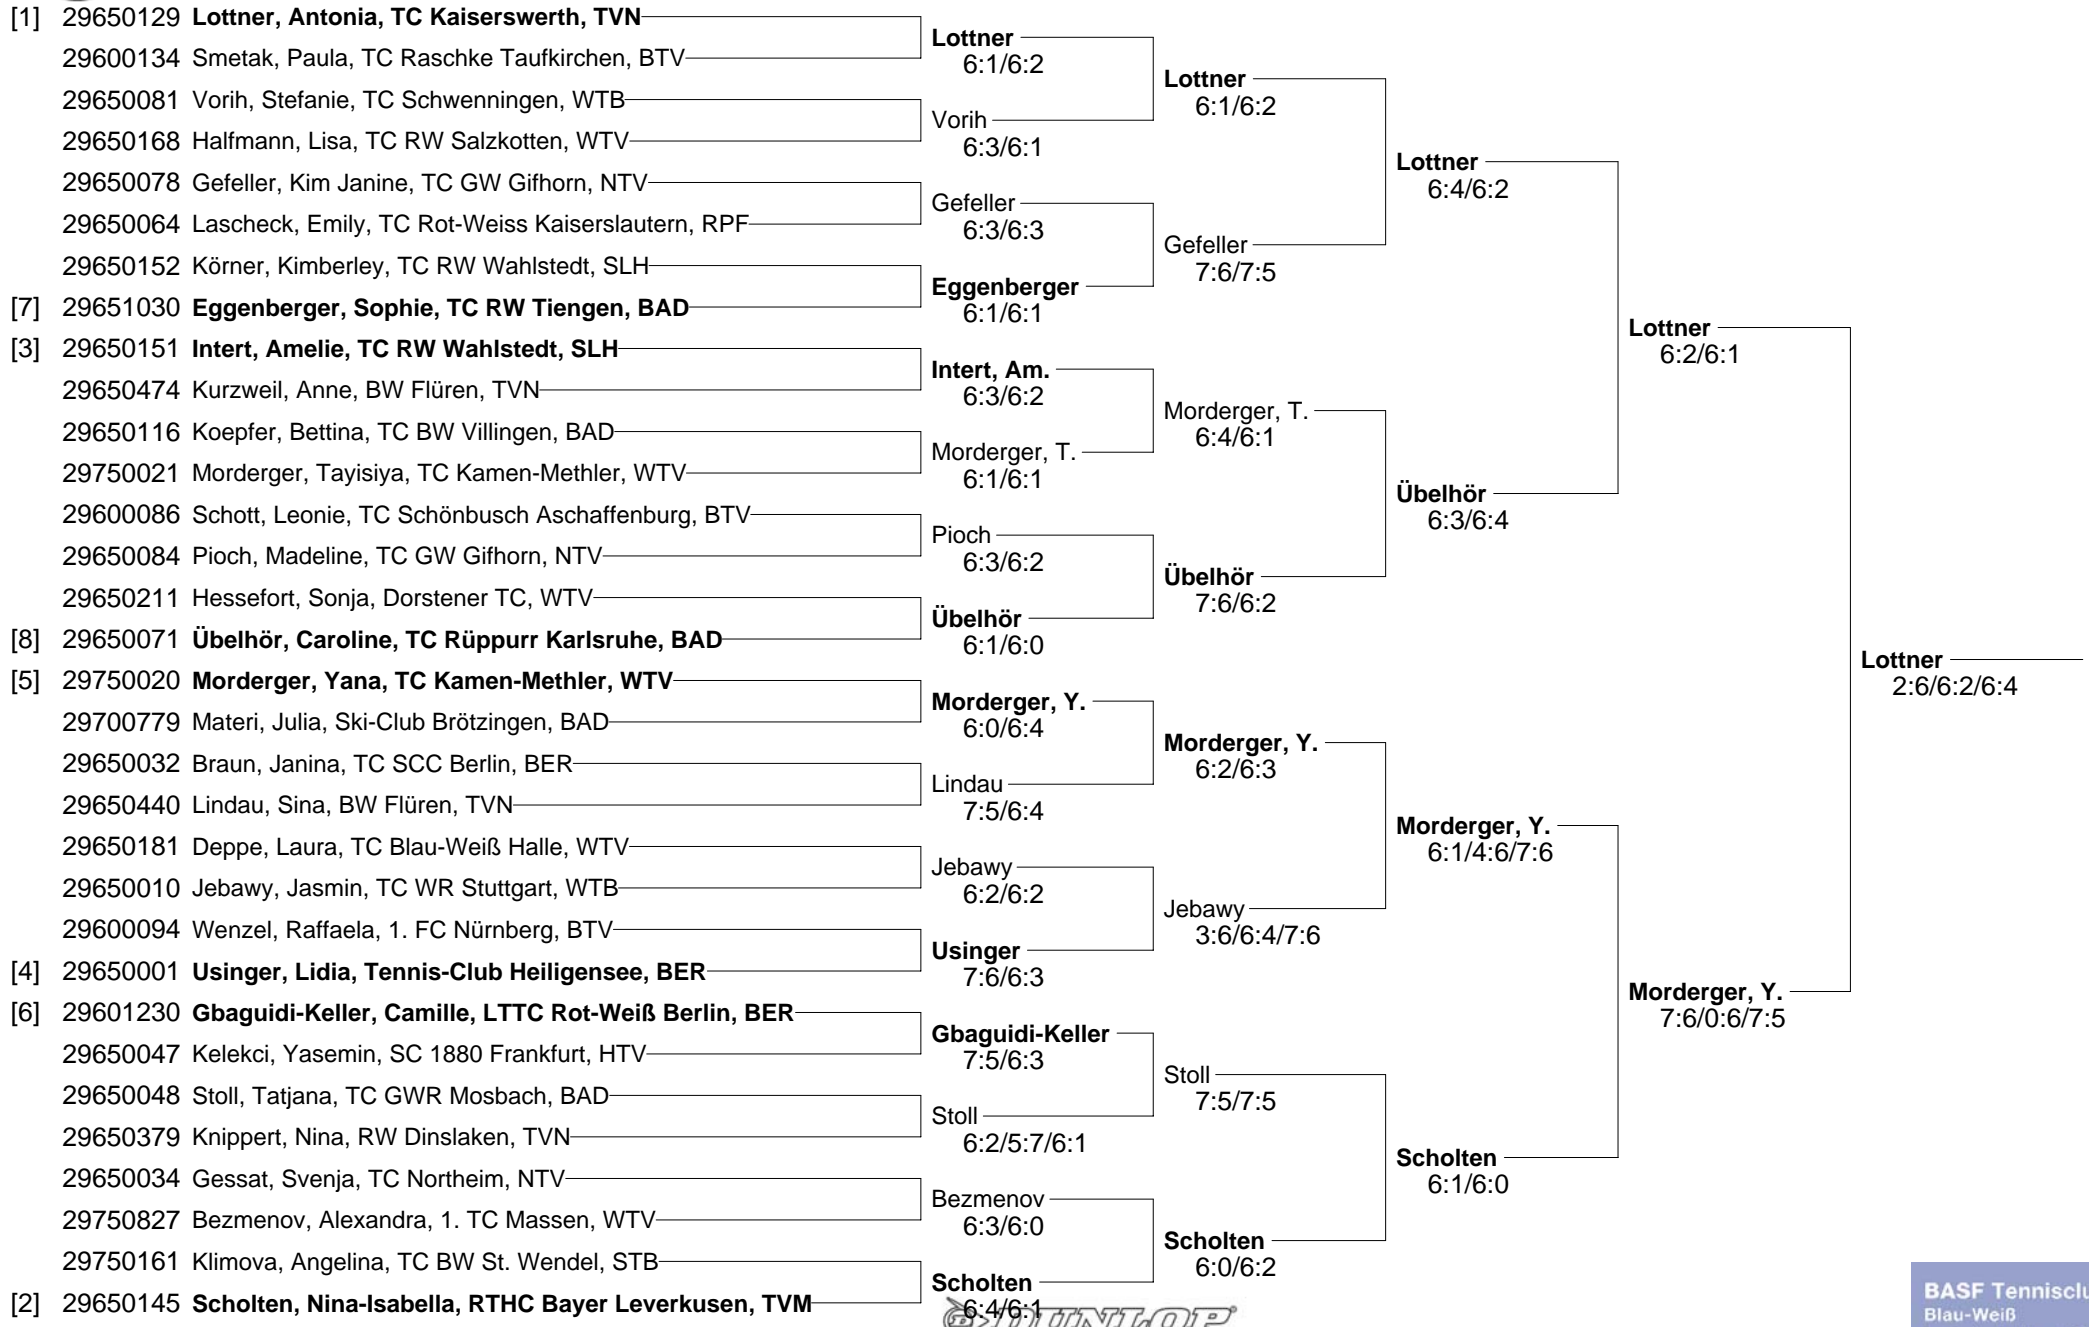 [1] 29650129 Lottner, Antonia, TC Kaiserswerth, TVN
29600134 Smetak, Paula, TC Raschke Taufkirchen, BTV
29650081 Vorih, Stefanie, TC Schwenningen, WTB
29650168 Halfmann, Lisa, TC RW Salzkotten, WTV
29650078 Gefeller, Kim Janine, TC GW Gifhorn, NTV
29650064 Lascheck, Emily, TC Rot-Weiss Kaiserslautern, RPF
29650152 Körner, Kimberley, TC RW Wahlstedt, SLH
[7] 29651030 Eggenberger, Sophie, TC RW Tiengen, BAD
[3] 29650151 Intert, Amelie, TC RW Wahlstedt, SLH
29650474 Kurzweil, Anne, BW Flüren, TVN
29650116 Koepfer, Bettina, TC BW Villingen, BAD
29750021 Morderger, Tayisiya, TC Kamen-Methler, WTV
29600086 Schott, Leonie, TC Schönbusch Aschaffenburg, BTV
29650084 Pioch, Madeline, TC GW Gifhorn, NTV
29650211 Hessefort, Sonja, Dorstener TC, WTV
[8] 29650071 Übelhör, Caroline, TC Rüppurr Karlsruhe, BAD
[5] 29750020 Morderger, Yana, TC Kamen-Methler, WTV
29700779 Materi, Julia, Ski-Club Brötzingen, BAD
29650032 Braun, Janina, TC SCC Berlin, BER
29650440 Lindau, Sina, BW Flüren, TVN
29650181 Deppe, Laura, TC Blau-Weiß Halle, WTV
29650010 Jebawy, Jasmin, TC WR Stuttgart, WTB
29600094 Wenzel, Raffaela, 1. FC Nürnberg, BTV
[4] 29650001 Usinger, Lidia, Tennis-Club Heiligensee, BER
[6] 29601230 Gbaguidi-Keller, Camille, LTTC Rot-Weiß Berlin, BER
29650047 Kelekci, Yasemin, SC 1880 Frankfurt, HTV
29650048 Stoll, Tatjana, TC GWR Mosbach, BAD
29650379 Knippert, Nina, RW Dinslaken, TVN
29650034 Gessat, Svenja, TC Northeim, NTV
29750827 Bezmenov, Alexandra, 1. TC Massen, WTV
29750161 Klimova, Angelina, TC BW St. Wendel, STB
[2] 29650145 Scholten, Nina-Isabella, RTHC Bayer Leverkusen, TVM
Lottner
6:1/6:2
Vorih
6:3/6:1
Gefeller
6:3/6:3
Eggenberger
6:1/6:1
Intert, Am.
6:3/6:2
Morderger, T.
6:1/6:1
Pioch
6:3/6:2
Übelhör
6:1/6:0
Morderger, Y.
6:0/6:4
Lindau
7:5/6:4
Jebawy
6:2/6:2
Usinger
7:6/6:3
Gbaguidi-Keller
7:5/6:3
Stoll
6:2/5:7/6:1
Bezmenov
6:3/6:0
Scholten
6:4/6:1
DUNLOP
Lottner
6:1/6:2
Gefeller
7:6/7:5
Morderger, T.
6:4/6:1
Übelhör
7:6/6:2
Morderger, Y.
6:2/6:3
Jebawy
3:6/6:4/7:6
Stoll
7:5/7:5
Scholten
6:0/6:2
Lottner
6:4/6:2
Übelhör
6:3/6:4
Morderger, Y.
6:1/4:6/7:6
Scholten
6:1/6:0
Lottner
6:2/6:1
Morderger, Y.
7:6/0:6/7:5
Lottner
2:6/6:2/6:4
BASF Tennisclu
Blau-Weiß